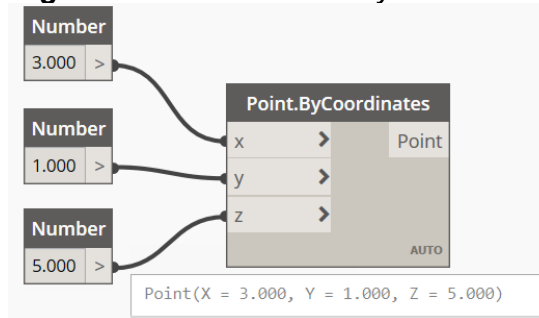 Number
3.000 >
Number
1.000 >
Number
5.000 >
Point.ByCoordinates
x > Point
y >
z >
AUTO
Point(X = 3.000, Y = 1.000, Z = 5.000)